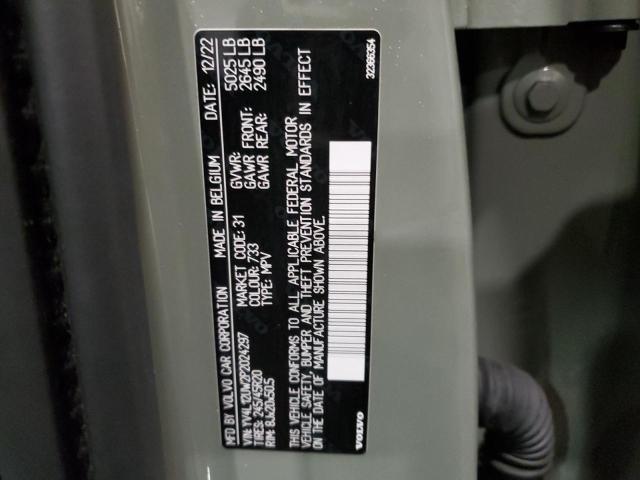 MFD BY VOLVO CAR CORPORATION MADE IN BELGIUM DATE: 12/22
VIN: YV4L12UW2P2024297 MARKET CODE: 31 GVWR: 5025 LB
TIRES: 245/45R20 COLOUR: 733 GAWR FRONT: 2645 LB
RIM: 8Jx20x50.5 TYPE: MPV GAWR REAR: 2490 LB
THIS VEHICLE CONFORMS TO ALL APPLICABLE FEDERAL MOTOR
VEHICLE SAFETY, BUMPER AND THEFT PREVENTION STANDARDS IN EFFECT
ON THE DATE OF MANUFACTURE SHOWN ABOVE.
VOLVO 32366354